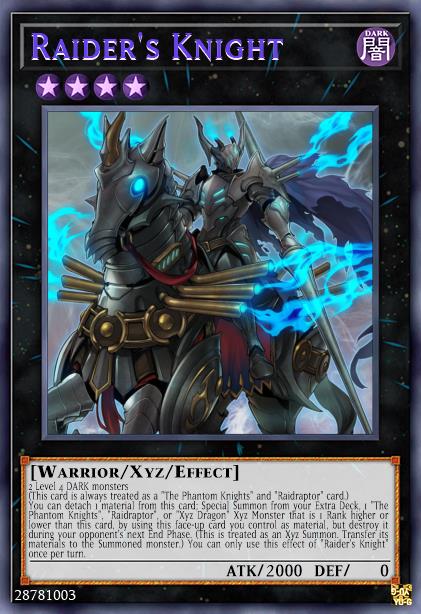 Raider's Knight
DARK
闇
[Warrior/Xyz/Effect]
2 Level 4 DARK monsters
(This card is always treated as a "The Phantom Knights" and "Raidraptor" card.)
You can detach 1 material from this card; Special Summon from your Extra Deck, 1 "The
Phantom Knights", "Raidraptor", or "Xyz Dragon" Xyz Monster that is 1 Rank higher or
lower than this card, by using this face-up card you control as material, but destroy it
during your opponent's next End Phase. (This is treated as an Xyz Summon. Transfer its
materials to the Summoned monster.) You can only use this effect of "Raider's Knight"
once per turn.
ATK/2000 DEF/ 0
28781003